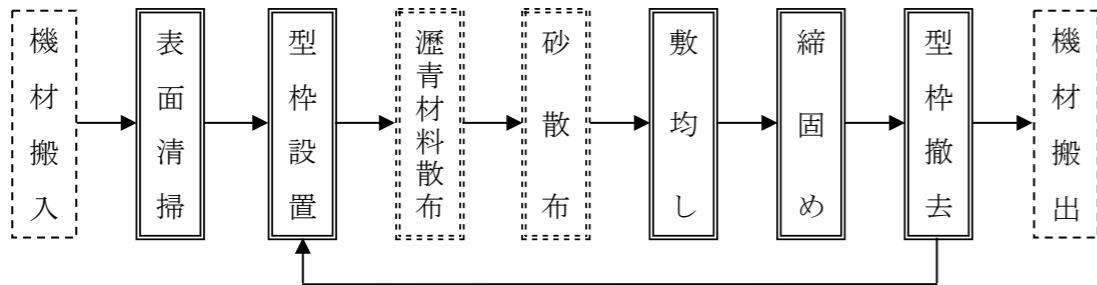 機材搬入
表面清掃
型枠設置
瀝青材料散布
砂散布
敷均し
締固め
型枠撤去
機材搬出